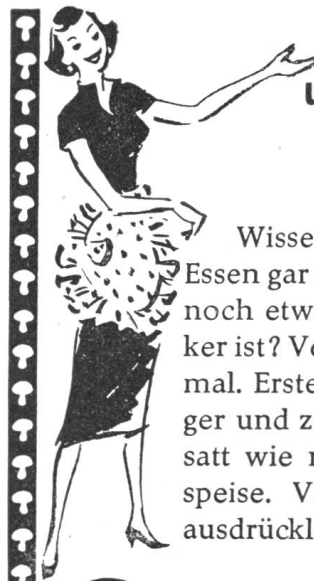 u
Wisse
Essen gar
noch etw
ker ist? Ve
mal. Erste
ger und z
satt wie r
speise. V
ausdrückl